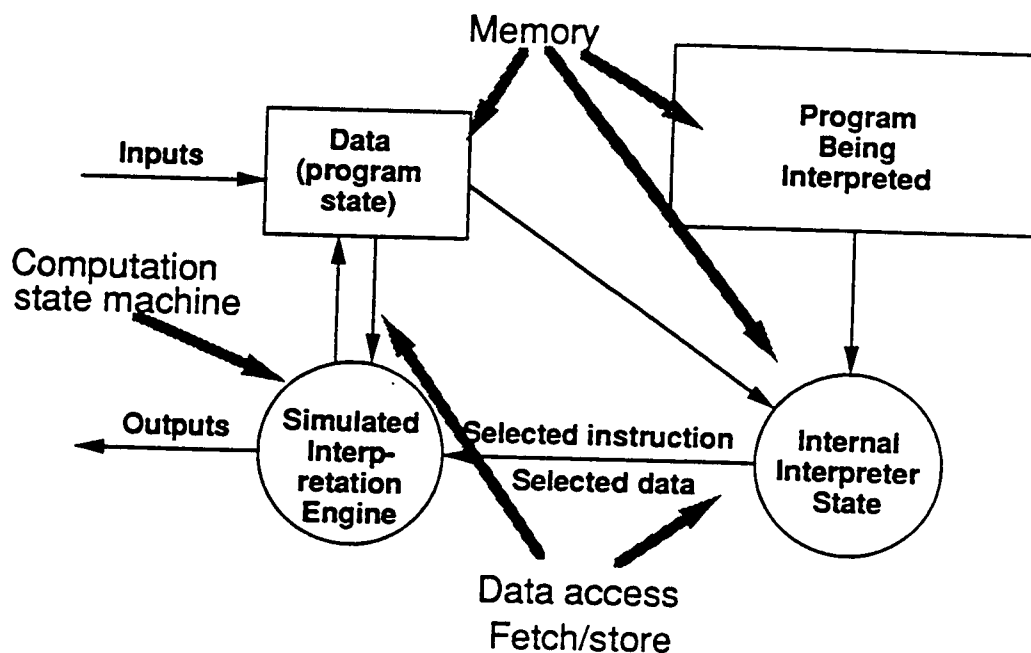 Memory
Program
Being
Interpreted
Data
(program
state)
Inputs
Computation
state machine
Simulated
Interp-
retation
Engine
Outputs
Selected instruction
Selected data
Internal
Interpreter
State
Data access
Fetch/store